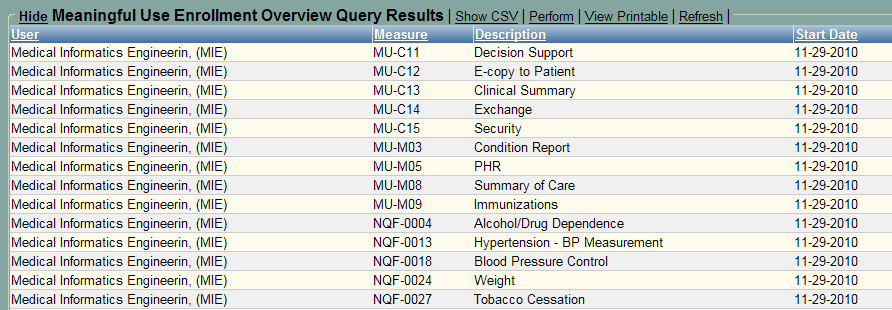 Hide Meaningful Use Enrollment Overview Query Results | Show CSV | Perform | View Printable | Refresh |
User Measure Description Start Date
Medical Informatics Engineerin, (MIE) MU-C11 Decision Support 11-29-2010
Medical Informatics Engineerin, (MIE) MU-C12 E-copy to Patient 11-29-2010
Medical Informatics Engineerin, (MIE) MU-C13 Clinical Summary 11-29-2010
Medical Informatics Engineerin, (MIE) MU-C14 Exchange 11-29-2010
Medical Informatics Engineerin, (MIE) MU-C15 Security 11-29-2010
Medical Informatics Engineerin, (MIE) MU-M03 Condition Report 11-29-2010
Medical Informatics Engineerin, (MIE) MU-M05 PHR 11-29-2010
Medical Informatics Engineerin, (MIE) MU-M08 Summary of Care 11-29-2010
Medical Informatics Engineerin, (MIE) MU-M09 Immunizations 11-29-2010
Medical Informatics Engineerin, (MIE) NQF-0004 Alcohol/Drug Dependence 11-29-2010
Medical Informatics Engineerin, (MIE) NQF-0013 Hypertension - BP Measurement 11-29-2010
Medical Informatics Engineerin, (MIE) NQF-0018 Blood Pressure Control 11-29-2010
Medical Informatics Engineerin, (MIE) NQF-0024 Weight 11-29-2010
Medical Informatics Engineerin, (MIE) NQF-0027 Tobacco Cessation 11-29-2010